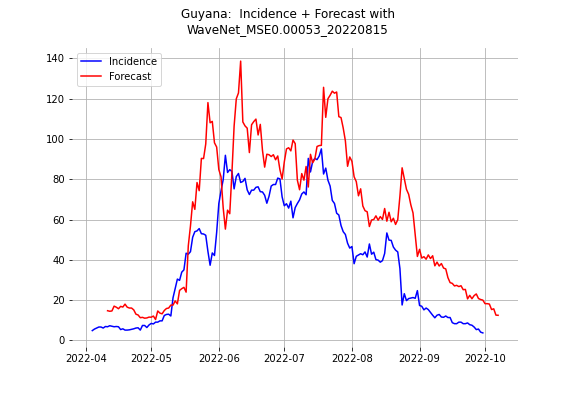 Guyana:  Incidence + Forecast with
WaveNet_MSE0.00053_20220815
Incidence
Forecast
140
120
100
80
60
40
20
0
2022-04 2022-05 2022-06 2022-07 2022-08 2022-09 2022-10